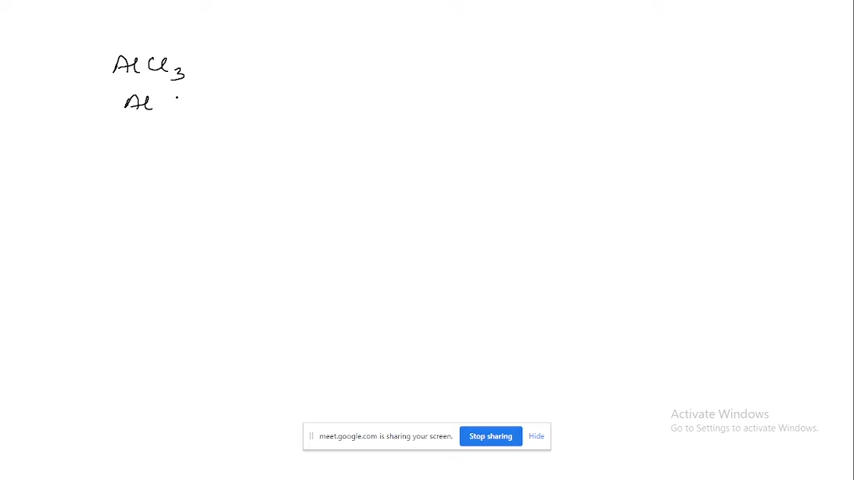 AlCl3
Al
meet.google.com is sharing your screen. Stop sharing Hide
Activate Windows
Go to Settings to activate Windows.